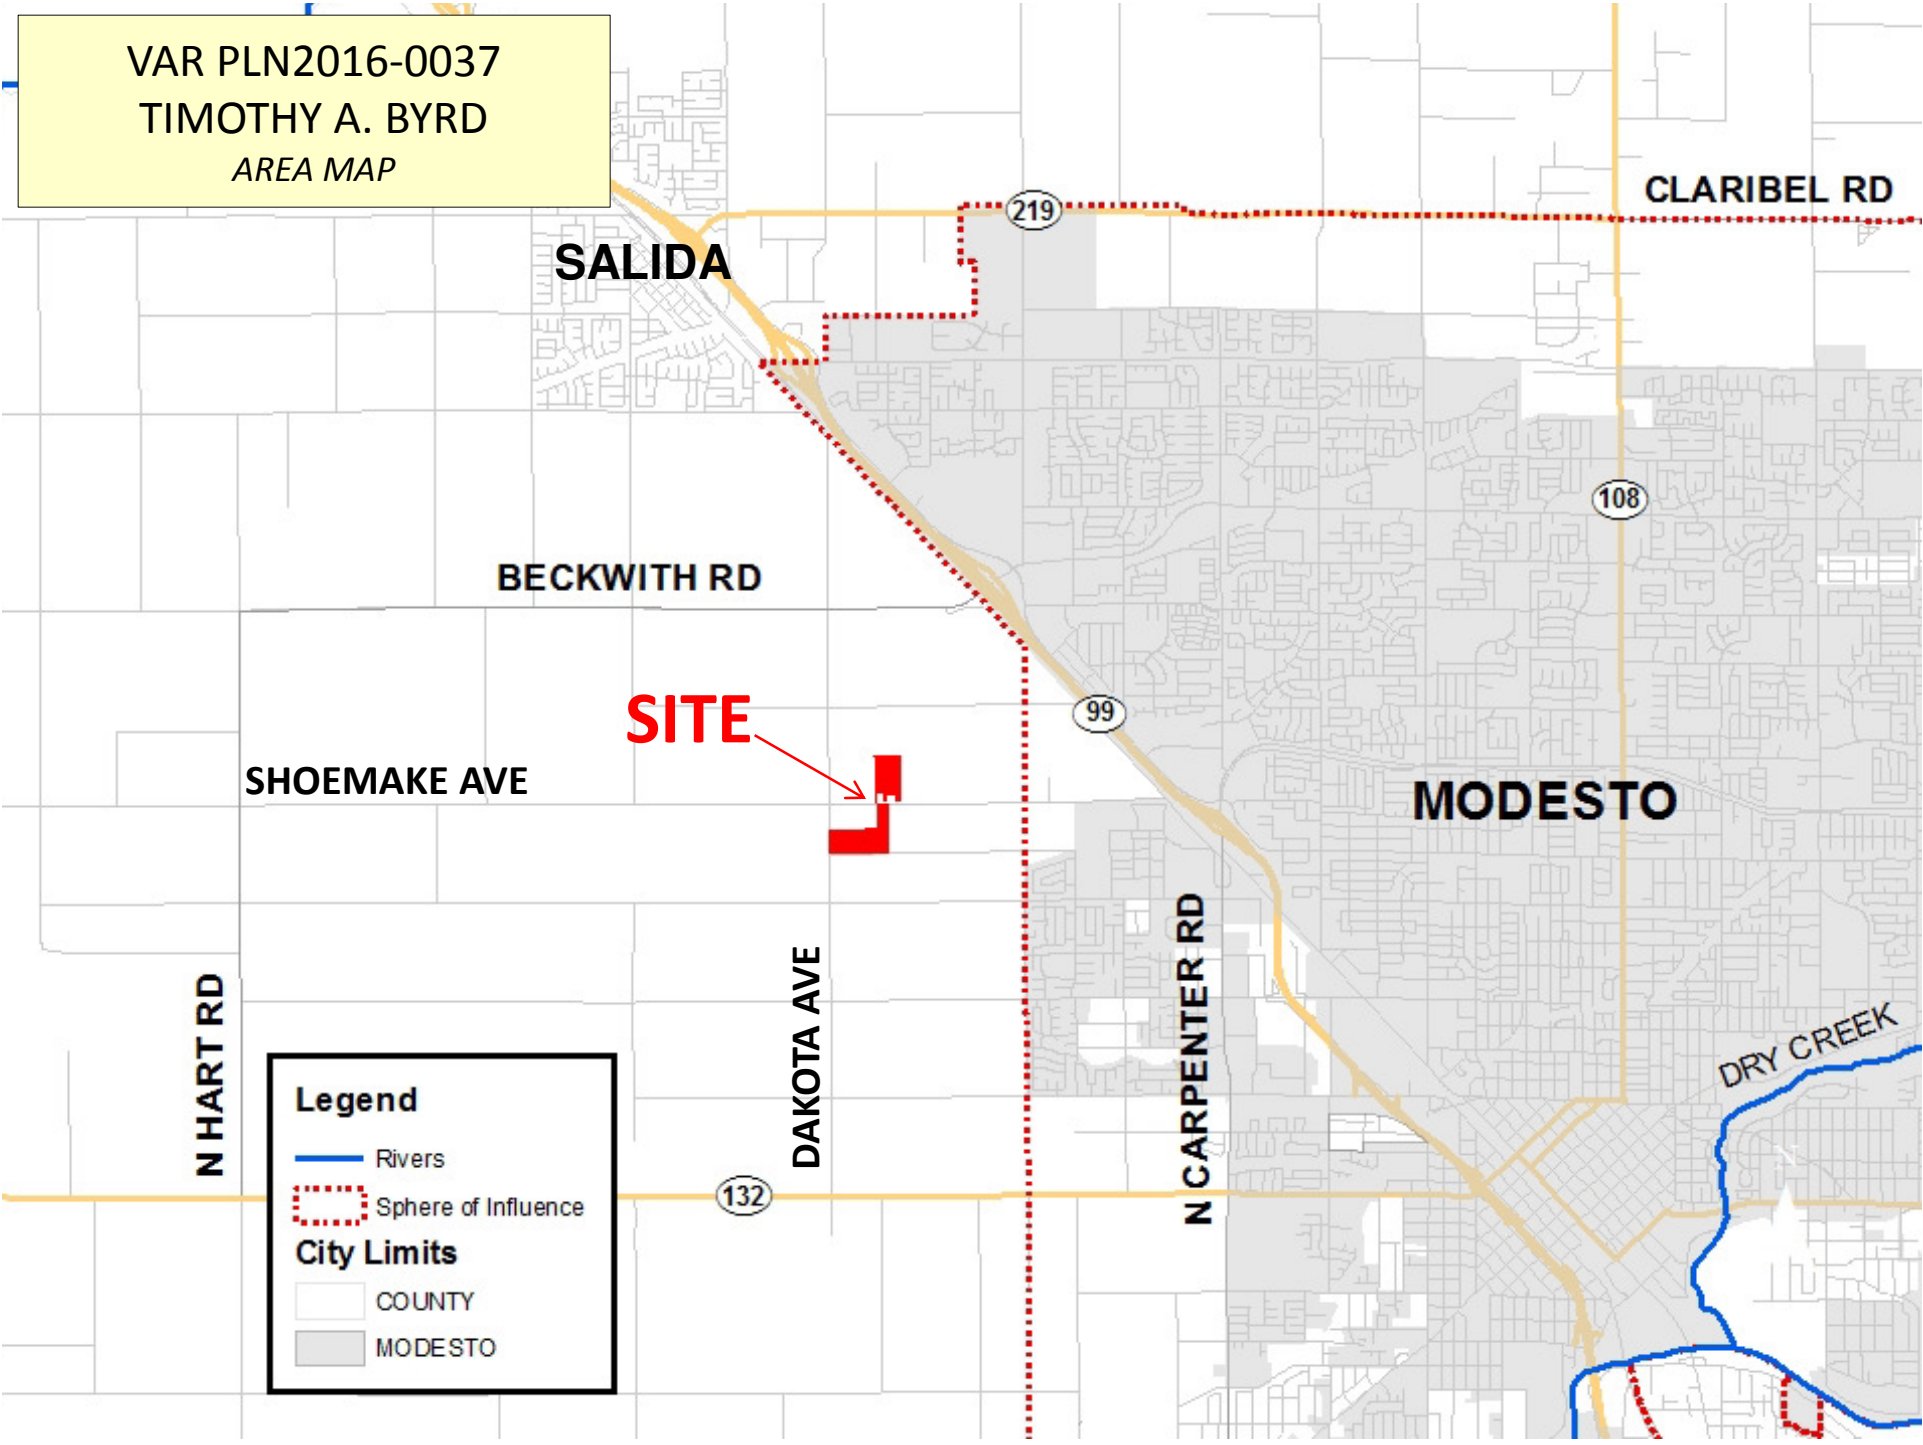 VAR PLN2016-0037
TIMOTHY A. BYRD
AREA MAP
CLARIBEL RD
219
SALIDA
108
BECKWITH RD
SITE
99
SHOEMAKE AVE
MODESTO
N CARPENTER RD
DAKOTA AVE
N HART RD
DRY CREEK
132
N
Legend
Rivers
Sphere of Influence
City Limits
COUNTY
MODESTO